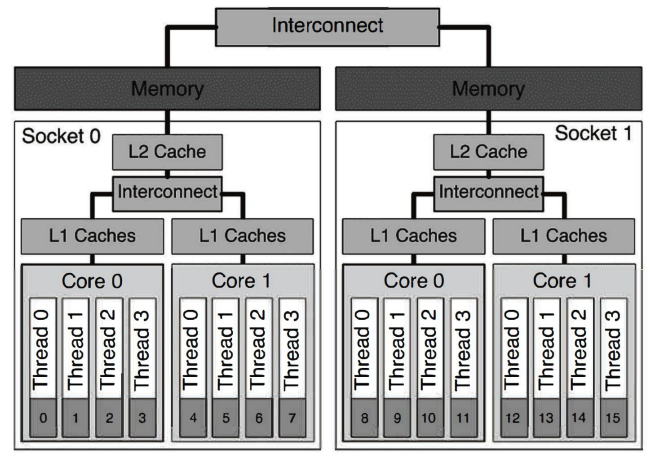 Interconnect
Memory
Memory
Socket 0
Socket 1
L2 Cache
L2 Cache
Interconnect
Interconnect
L1 Caches
L1 Caches
L1 Caches
L1 Caches
Core 0
Core 1
Core 0
Core 1
Thread 0
Thread 1
Thread 2
Thread 3
Thread 0
Thread 1
Thread 2
Thread 3
Thread 0
Thread 1
Thread 2
Thread 3
Thread 0
Thread 1
Thread 2
Thread 3
0
1
2
3
4
5
6
7
8
9
10
11
12
13
14
15